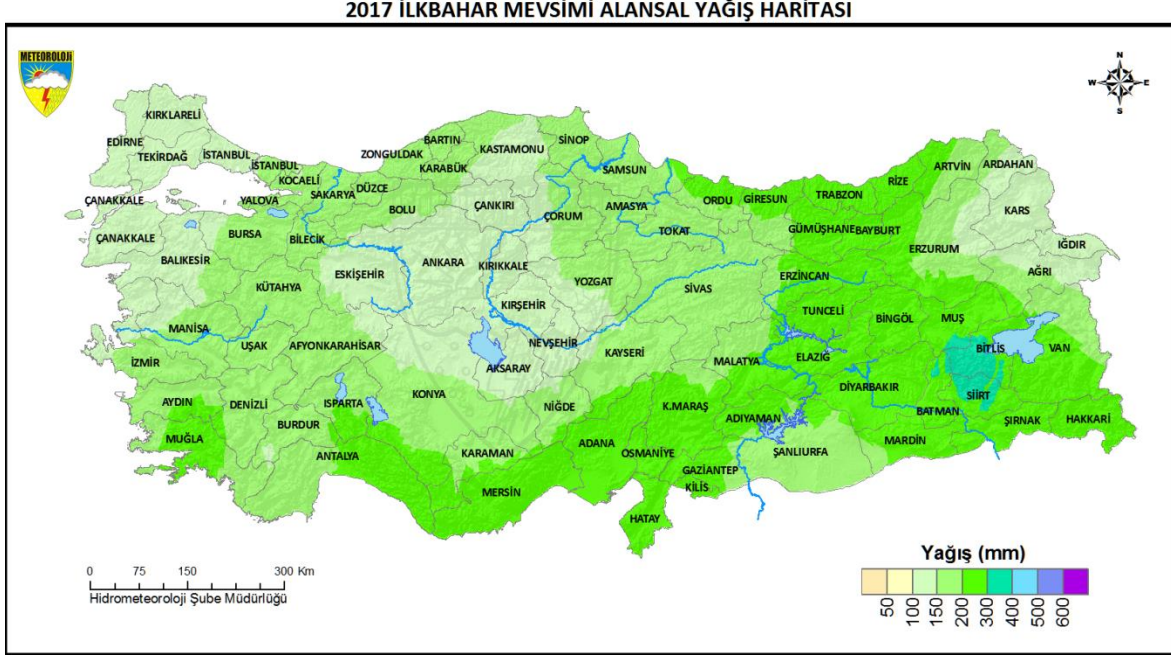 2017 İLKBAHAR MEVSİMİ ALANSAL YAĞIŞ HARİTASI
METEOROLOJİ
N
W E
S
KIRKLARELİ
EDİRNE
TEKİRDAĞ
İSTANBUL
İSTANBUL
KOCAELİ
YALOVA
SAKARYA
DÜZCE
ZONGULDAK
BARTIN
KARABÜK
KASTAMONU
SİNOP
SAMSUN
ORDU
GİRESUN
TRABZON
RİZE
ARTVİN
ARDAHAN
KARS
IĞDIR
AĞRI
ÇANAKKALE
ÇANAKKALE
BALIKESİR
BURSA
BİLECİK
BOLU
ÇANKIRI
ÇORUM
AMASYA
TOKAT
GÜMÜŞHANE
BAYBURT
ERZURUM
ESKİŞEHİR
ANKARA
KIRIKKALE
YOZGAT
SİVAS
ERZİNCAN
KÜTAHYA
KIRŞEHİR
TUNCELİ
BİNGÖL
MUŞ
MANİSA
UŞAK
AFYONKARAHİSAR
NEVŞEHİR
KAYSERİ
MALATYA
ELAZIĞ
BİTLİS
VAN
İZMİR
AKSARAY
DİYARBAKIR
SİİRT
AYDIN
DENİZLİ
ISPARTA
KONYA
NİĞDE
K.MARAŞ
ADIYAMAN
BATMAN
ŞIRNAK
HAKKARİ
MUĞLA
BURDUR
ANTALYA
KARAMAN
ADANA
OSMANİYE
GAZİANTEP
ŞANLIURFA
MARDİN
KİLİS
MERSİN
HATAY
0 75 150 300 Km
Hidrometeoroloji Şube Müdürlüğü
Yağış (mm)
50 100 150 200 300 400 500 600